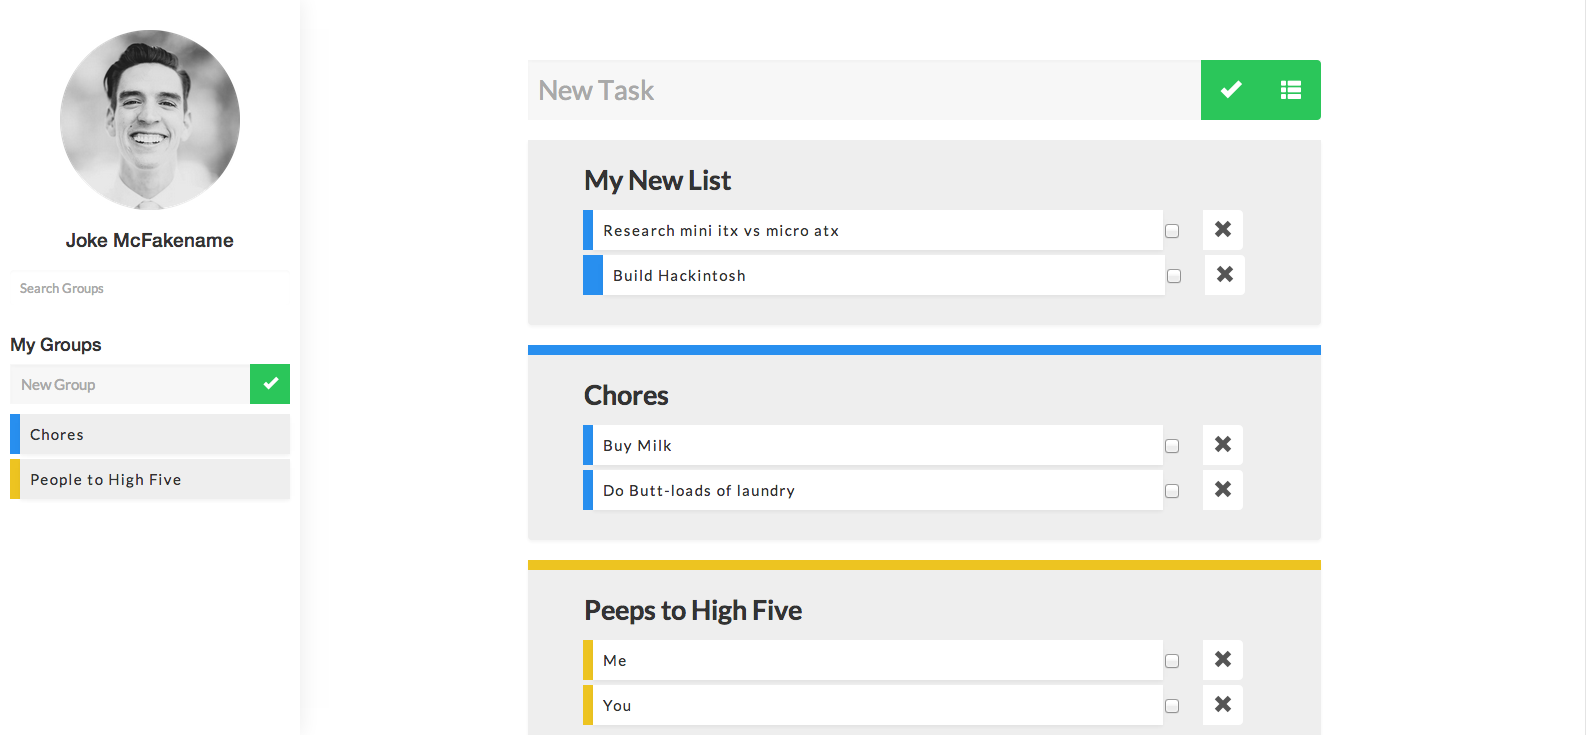 Joke McFakename
Search Groups
My Groups
New Group
Chores
People to High Five
New Task
My New List
Research mini itx vs micro atx
Build Hackintosh
Chores
Buy Milk
Do Butt-loads of laundry
Peeps to High Five
Me
You